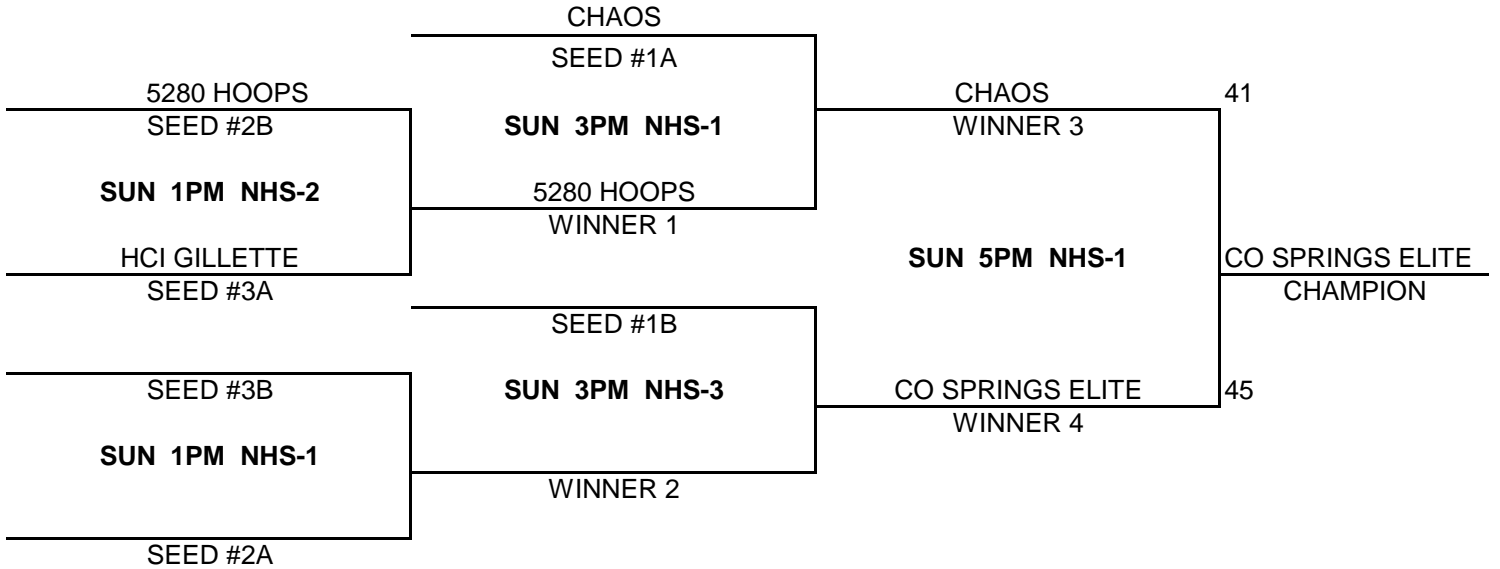 CHAOS
SEED #1A
5280 HOOPS
CHAOS
41
SEED #2B
SUN 3PM NHS-1
WINNER 3
SUN 1PM NHS-2
5280 HOOPS
WINNER 1
HCI GILLETTE
SUN 5PM NHS-1
CO SPRINGS ELITE
SEED #3A
CHAMPION
SEED #1B
SEED #3B
SUN 3PM NHS-3
CO SPRINGS ELITE
45
WINNER 4
SUN 1PM NHS-1
WINNER 2
SEED #2A